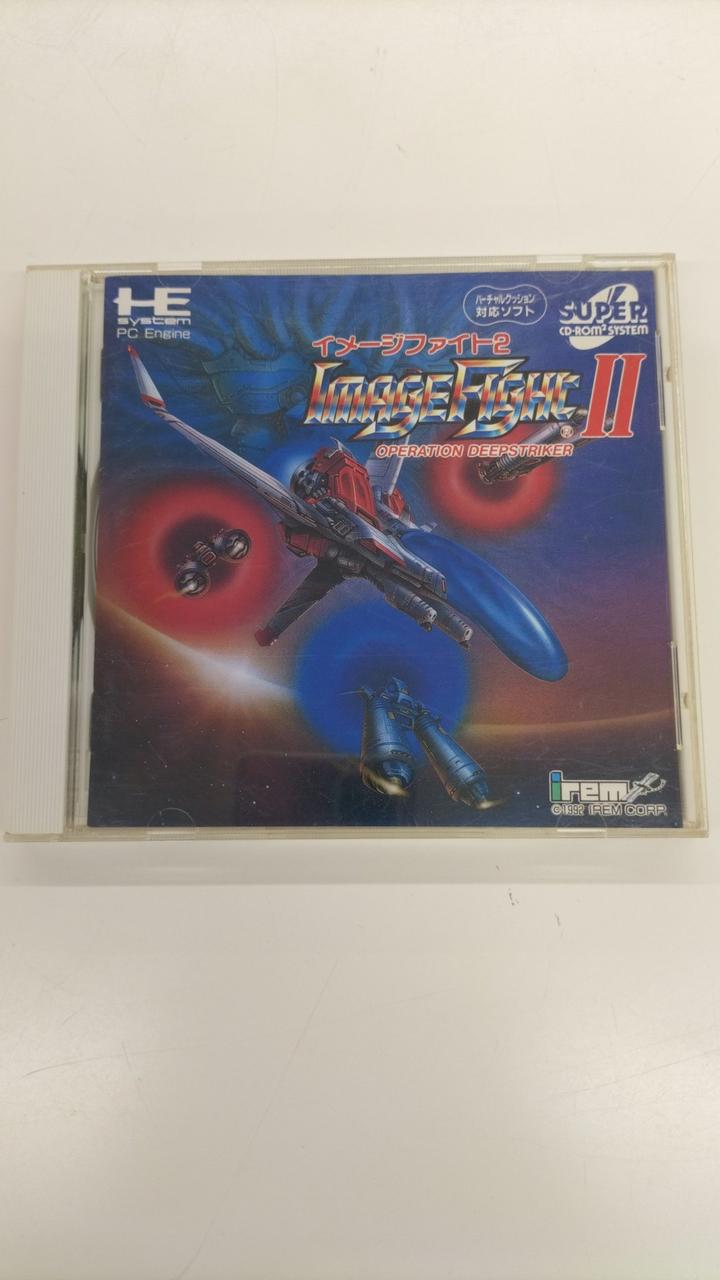 HE
system
PC Engine
バーチャルクッション
対応ソフト
SUPER
CD-ROM² SYSTEM
イメージファイト2
IMAGE FIGHT II
®
OPERATION DEEPSTRIKER
irem
©1992 IREM CORP.